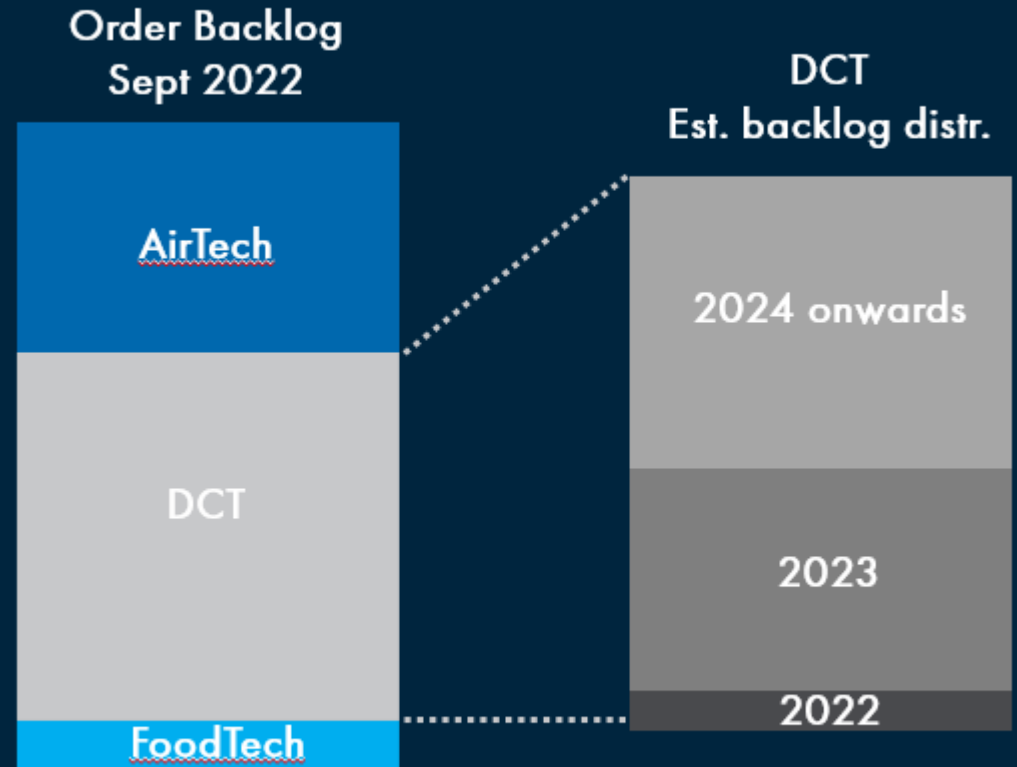 Order Backlog
Sept 2022
AirTech
DCT
FoodTech
DCT
Est. backlog distr.
2024 onwards
2023
2022